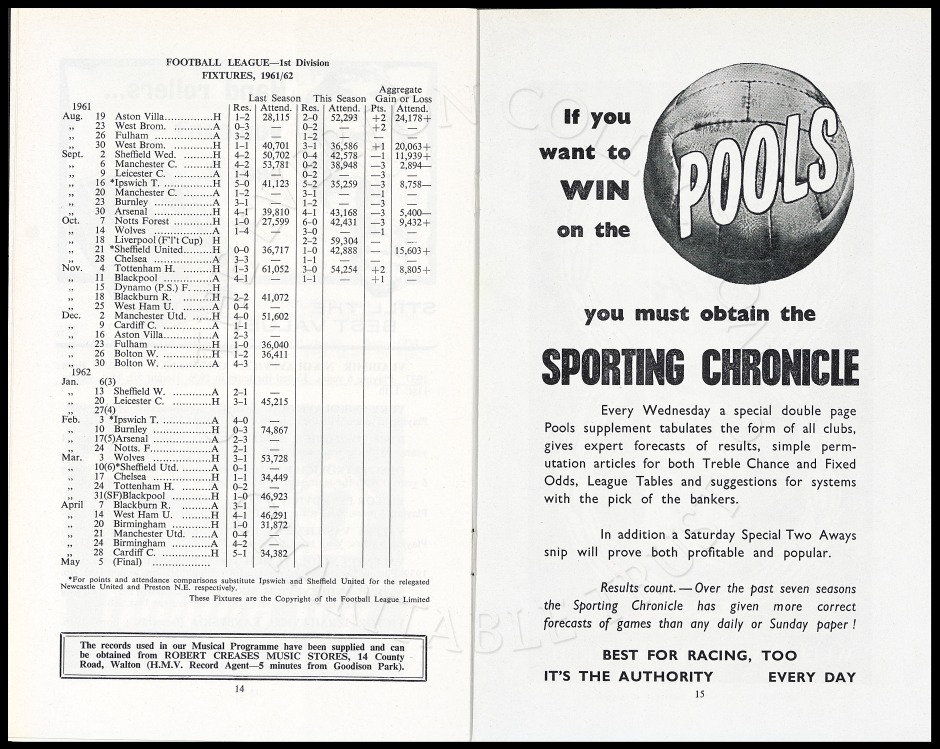 FOOTBALL LEAGUE—1st Division
FIXTURES, 1961/62
Aggregate
Last Season This Season Gain or Loss
Res. Attend. Res. Attend. Pts. Attend.
1961
Aug. 19 Aston Villa..............H 1–2 28,115 2–0 52,293 +2 24,178+
„ 23 West Brom. ............A 0–3 — 0–2 — +2 —
„ 26 Fulham ..................A 3–2 — 1–2 — — —
„ 30 West Brom. ............H 1–1 40,701 3–1 36,586 +1 20,063+
Sept. 2 Sheffield Wed. .........H 4–2 50,702 0–4 42,578 —1 11,939+
„ 6 Manchester C. .........H 4–2 53,781 0–2 38,948 —3 2,894—
„ 9 Leicester C. ............A 1–4 — 0–2 — —3 —
„ 16 *Ipswich T. ...............H 5–0 41,123 5–2 35,259 —3 8,758—
„ 20 Manchester C. .........A 1–2 — 3–1 — —1 —
„ 23 Burnley ..................A 3–1 — 1–2 — —3 —
„ 30 Arsenal ..................H 4–1 39,810 4–1 43,168 —3 5,400—
Oct. 7 Notts Forest ............H 1–0 27,599 6–0 42,431 —3 9,432+
„ 14 Wolves ..................A 1–4 — 3–0 — —1 —
„ 18 Liverpool (F'l't Cup) H 2–2 59,304 —
„ 21 *Sheffield United.........H 0–0 36,717 1–0 42,888 15,603+
„ 28 Chelsea ..................A 3–3 — 1–1 — — —
Nov. 4 Tottenham H. .........H 1–3 61,052 3–0 54,254 +2 8,805+
„ 11 Blackpool ...............A 4–1 — 1–1 — +1 —
„ 15 Dynamo (P.S.) F. ......H
„ 18 Blackburn R. ............H 2–2 41,072
„ 25 West Ham U. .........A 0–4 —
Dec. 2 Manchester Utd. ......H 4–0 51,602
„ 9 Cardiff C. ...............A 1–1 —
„ 16 Aston Villa...............A 2–3 —
„ 23 Fulham ..................H 1–0 36,040
„ 26 Bolton W. ...............H 1–2 36,411
„ 30 Bolton W. ...............A 4–3 —
1962
Jan. 6(3)
„ 13 Sheffield W. ............A 2–1 —
„ 20 Leicester C. ............H 3–1 45,215
„ 27(4)
Feb. 3 *Ipswich T. ...............A 4–0 —
„ 10 Burnley ..................H 0–3 74,867
„ 17(5)Arsenal ..................A 2–3 —
„ 24 Notts. F...................A 2–1 —
Mar. 3 Wolves ..................H 3–1 53,728
„ 10(6)*Sheffield Utd. .........A 0–1 —
„ 17 Chelsea ..................H 1–1 34,449
„ 24 Tottenham H. .........A 0–2 —
„ 31(SF)Blackpool ............H 1–0 46,923
April 7 Blackburn R. .........A 3–1 —
„ 14 West Ham U. .........H 4–1 46,291
„ 20 Birmingham ............H 1–0 31,872
„ 21 Manchester Utd. ......A 0–4 —
„ 24 Birmingham ............A 4–2 —
„ 28 Cardiff C. ...............H 5–1 34,382
May 5 (Final) .................. —
*For points and attendance comparisons substitute Ipswich and Sheffield United for the relegated
Newcastle United and Preston N.E. respectively.
These Fixtures are the Copyright of the Football League Limited
The records used in our Musical Programme have been supplied and can
be obtained from ROBERT CREASES MUSIC STORES, 14 County
Road, Walton (H.M.V. Record Agent—5 minutes from Goodison Park).
14
If you
want to
WIN
on the
POOLS
you must obtain the
SPORTING CHRONICLE
Every Wednesday a special double page
Pools supplement tabulates the form of all clubs,
gives expert forecasts of results, simple perm-
utation articles for both Treble Chance and Fixed
Odds, League Tables and suggestions for systems
with the pick of the bankers.
In addition a Saturday Special Two Aways
snip will prove both profitable and popular.
Results count. — Over the past seven seasons
the Sporting Chronicle has given more correct
forecasts of games than any daily or Sunday paper !
BEST FOR RACING, TOO
IT'S THE AUTHORITY EVERY DAY
15